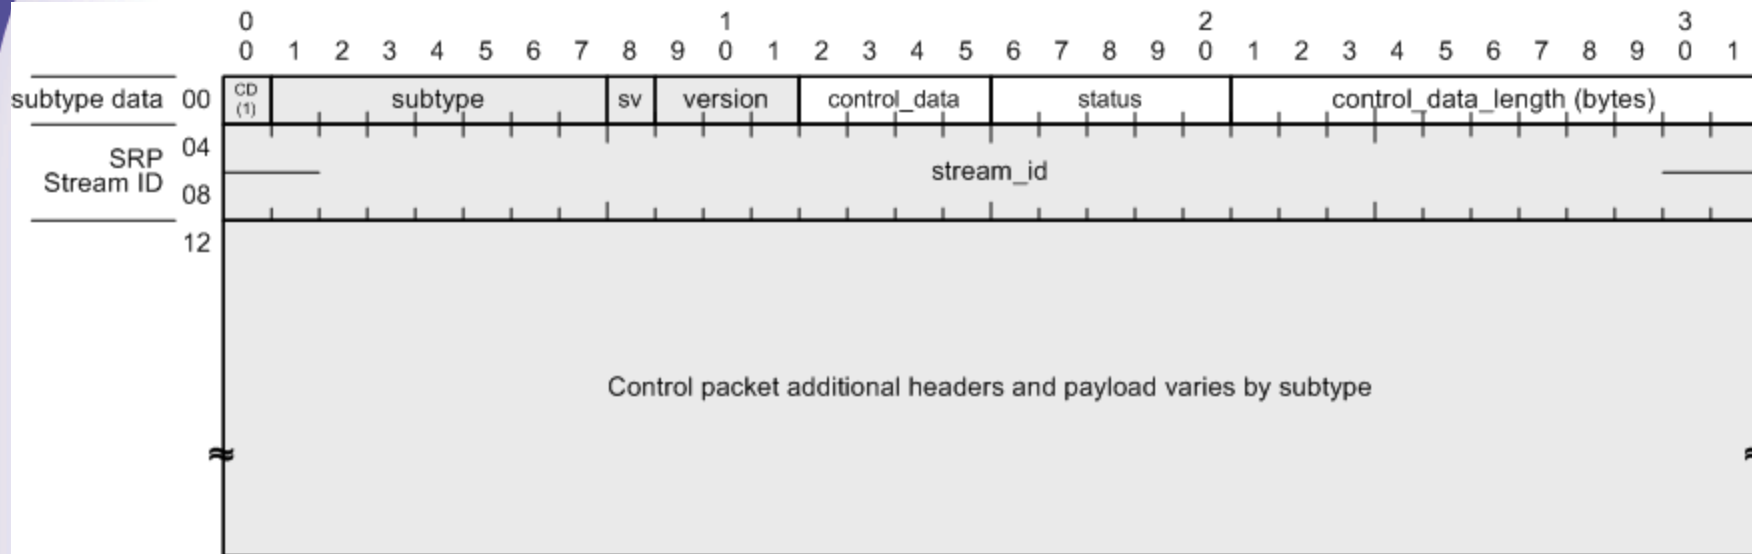 0 1 2 3
0 1 2 3 4 5 6 7 8 9 0 1 2 3 4 5 6 7 8 9 0 1 2 3 4 5 6 7 8 9 0 1
subtype data 00 CD (1) subtype sv version control_data status control_data_length (bytes)
04
SRP
Stream ID
stream_id
08
12
Control packet additional headers and payload varies by subtype